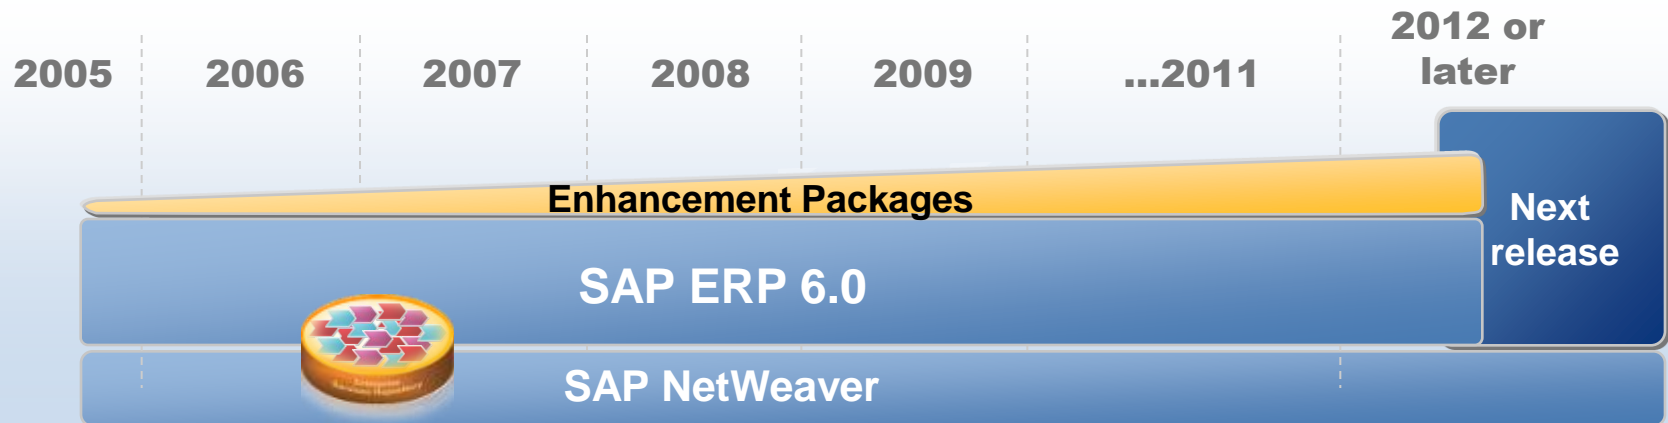 2005 2006 2007 2008 2009 ...2011 2012 or
later
Enhancement Packages
SAP ERP 6.0
Next
release
SAP NetWeaver